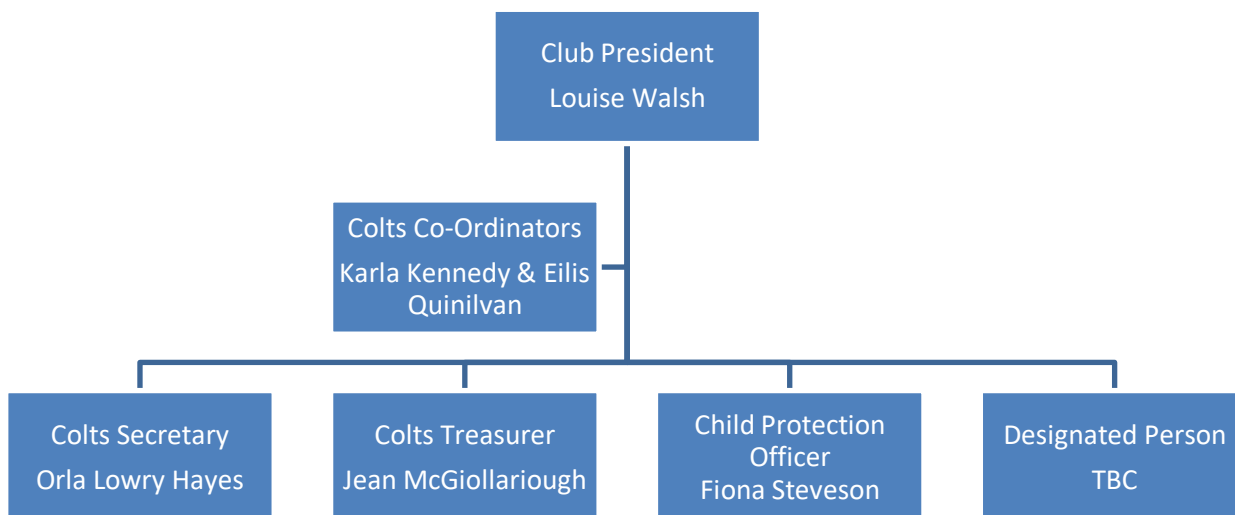 Club President
Louise Walsh
Colts Co-Ordinators
Karla Kennedy & Eilis
Quinilvan
Colts Secretary
Orla Lowry Hayes
Colts Treasurer
Jean McGiollariough
Child Protection
Officer
Fiona Steveson
Designated Person
TBC